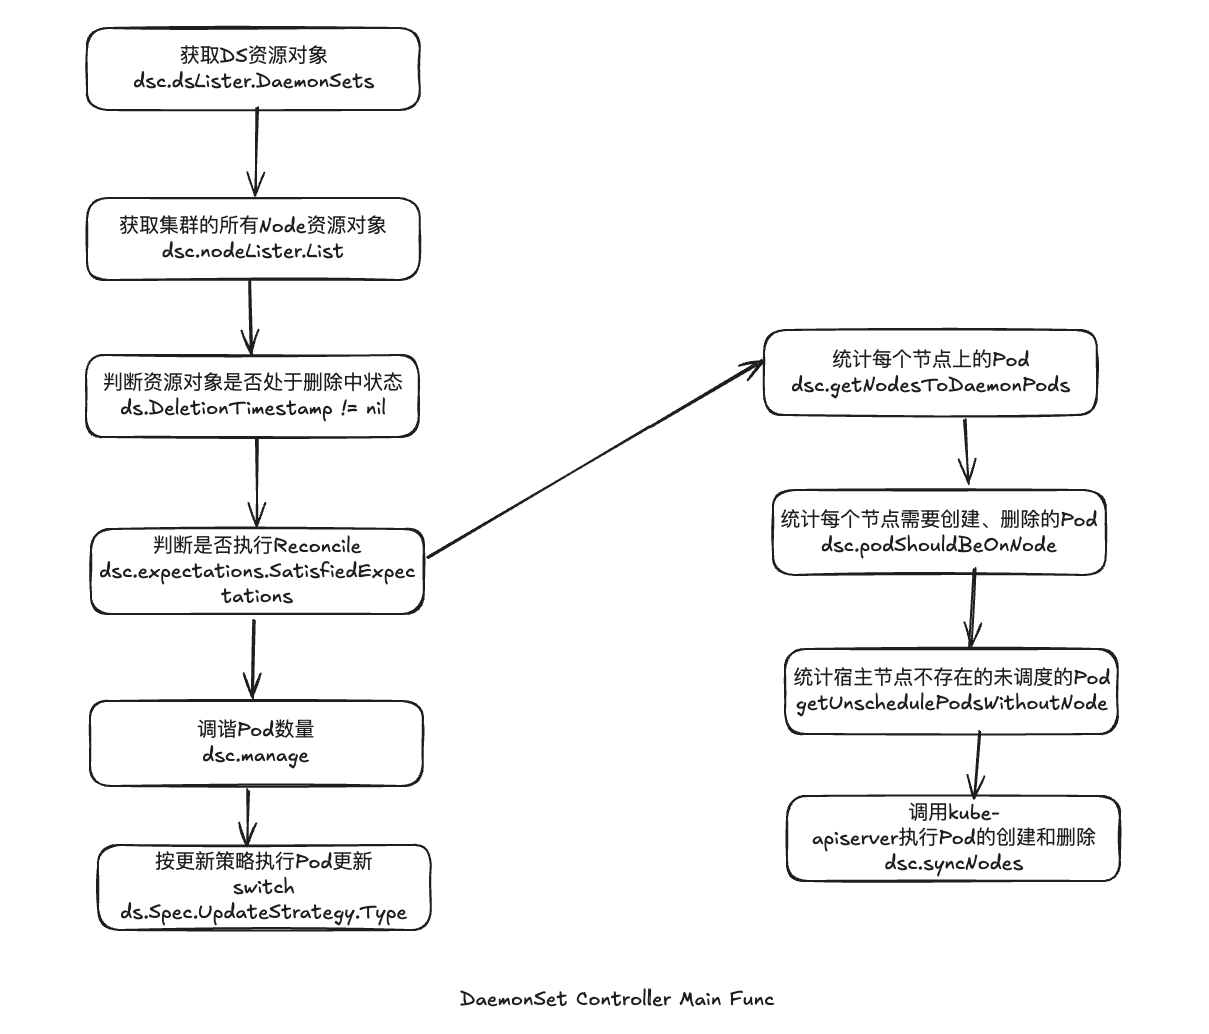 获取DS资源对象
dsc.dsLister.DaemonSets
获取集群的所有Node资源对象
dsc.nodeLister.List
判断资源对象是否处于删除中状态
ds.DeletionTimestamp != nil
判断是否执行Reconcile
dsc.expectations.SatisfiedExpec
tations
调谐Pod数量
dsc.manage
按更新策略执行Pod更新
switch
ds.Spec.UpdateStrategy.Type
统计每个节点上的Pod
dsc.getNodesToDaemonPods
统计每个节点需要创建、删除的Pod
dsc.podShouldBeOnNode
统计宿主节点不存在的未调度的Pod
getUnschedulePodsWithoutNode
调用kube-
apiserver执行Pod的创建和删除
dsc.syncNodes
DaemonSet Controller Main Func